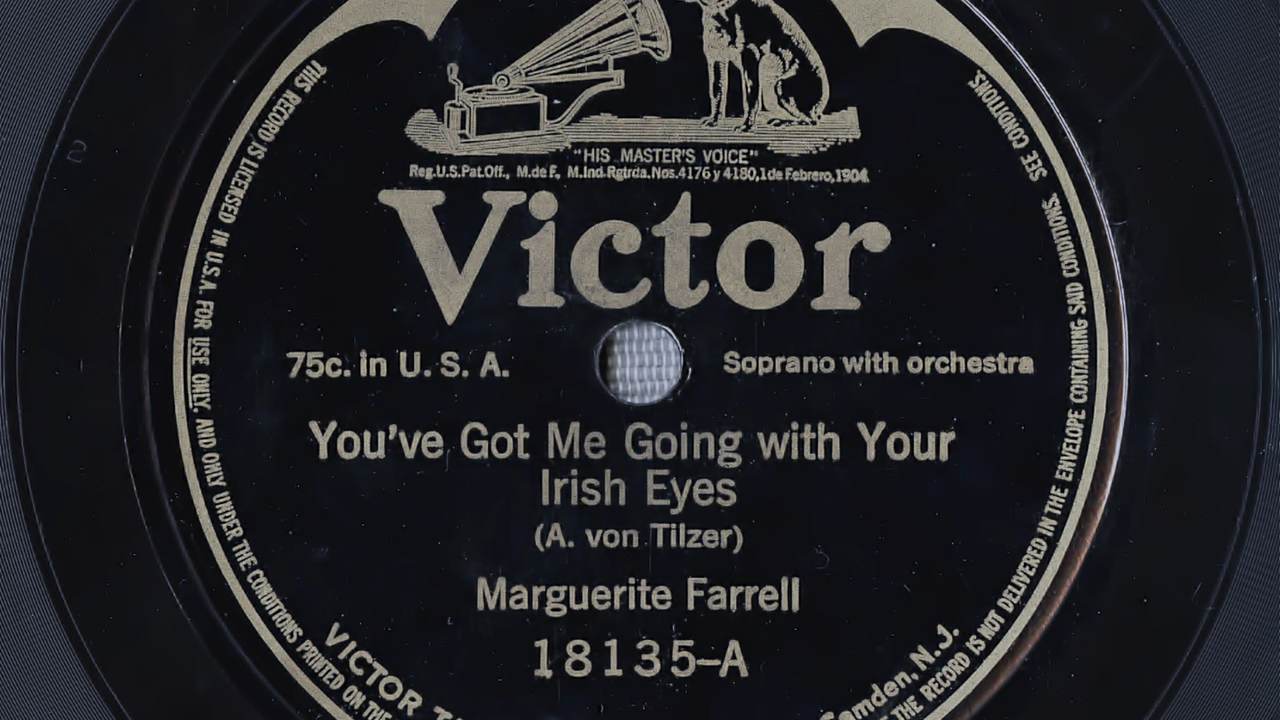 "HIS MASTER'S VOICE"
Reg.U.S.Pat.Off., M.de F., M.Ind.Rgtrda.Nos.4176 y 4180,1de Febrero,1904
Victor
75c. in U. S. A.
Soprano with orchestra
You've Got Me Going with Your
Irish Eyes
(A. von Tilzer)
Marguerite Farrell
18135-A
VICTOR
Camden, N.J.
THIS RECORD IS LICENSED IN U.S.A. FOR USE ONLY, AND ONLY UNDER THE CONDITIONS PRINTED ON THE
THE RECORD IS NOT DELIVERED IN THE ENVELOPE CONTAINING SAID CONDITIONS, SEE CONDITIONS